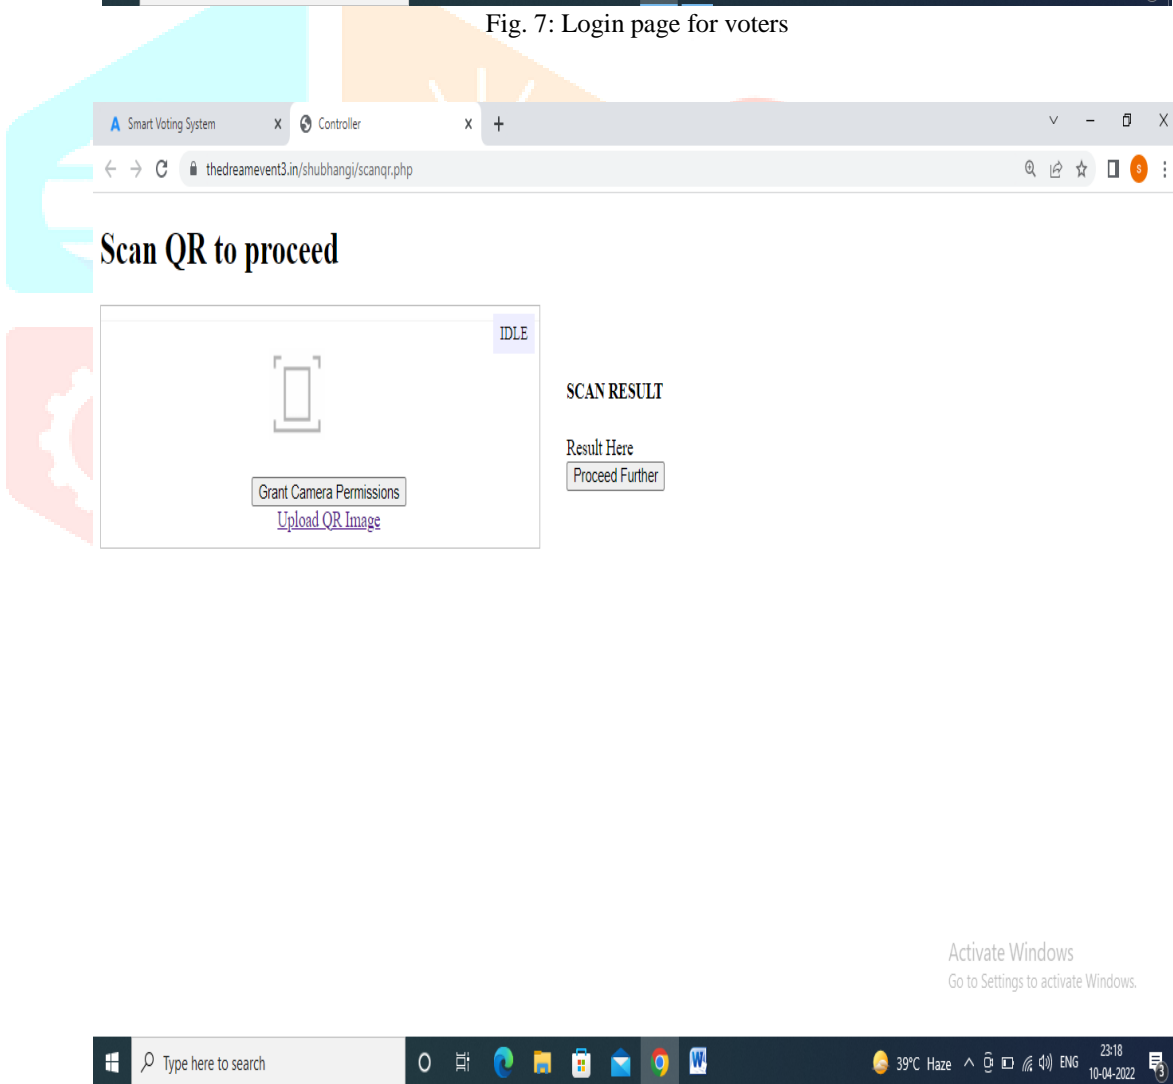 Fig. 7: Login page for voters
A Smart Voting System x Controller x +
thedreamevent3.in/shubhangi/scanqr.php
S
Scan QR to proceed
IDLE
SCAN RESULT
Result Here
Proceed Further
Grant Camera Permissions
Upload QR Image
Activate Windows
Go to Settings to activate Windows.
Type here to search
W
39°C Haze
ENG
23:18
10-04-2022
3